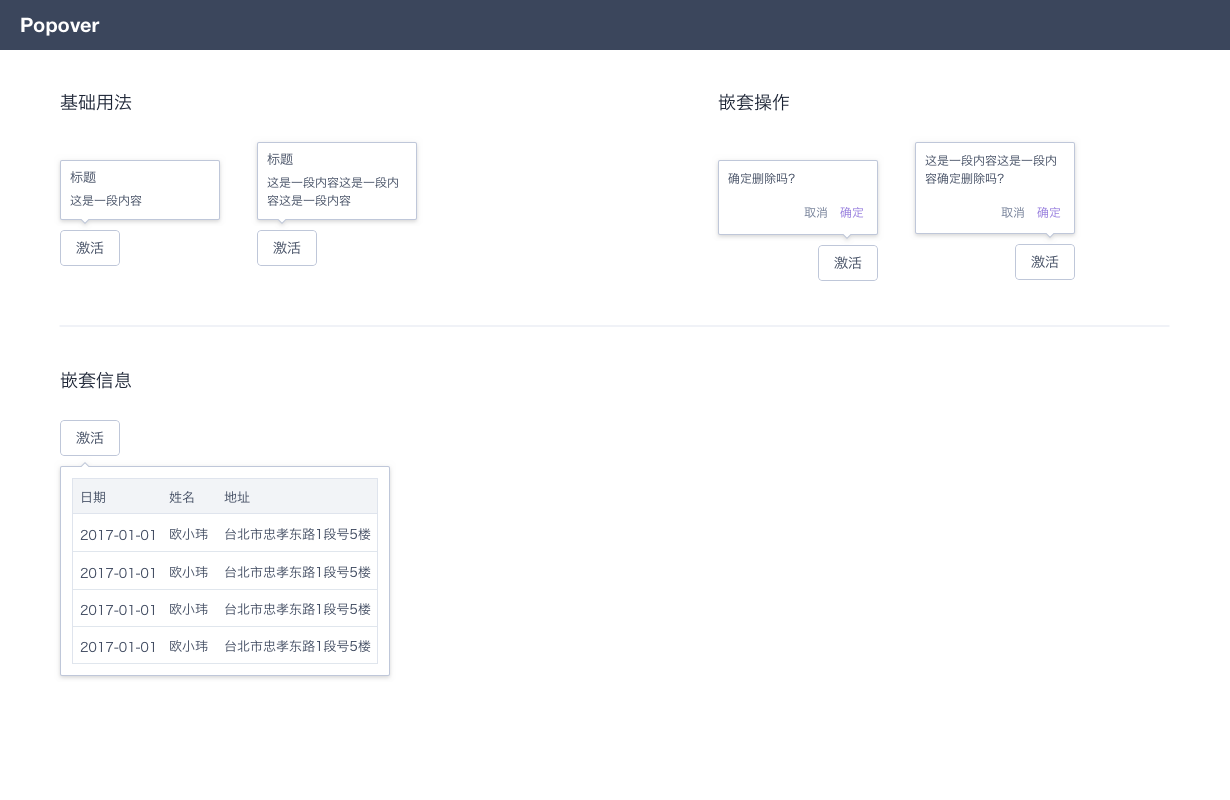 Popover
基础用法
标题
这是一段内容
激活
标题
这是一段内容这是一段内
容这是一段内容
激活
嵌套操作
确定删除吗?
取消 确定
激活
这是一段内容这是一段内
容确定删除吗?
取消 确定
激活
嵌套信息
激活
日期 姓名 地址
2017-01-01 欧小玮 台北市忠孝东路1段号5楼
2017-01-01 欧小玮 台北市忠孝东路1段号5楼
2017-01-01 欧小玮 台北市忠孝东路1段号5楼
2017-01-01 欧小玮 台北市忠孝东路1段号5楼